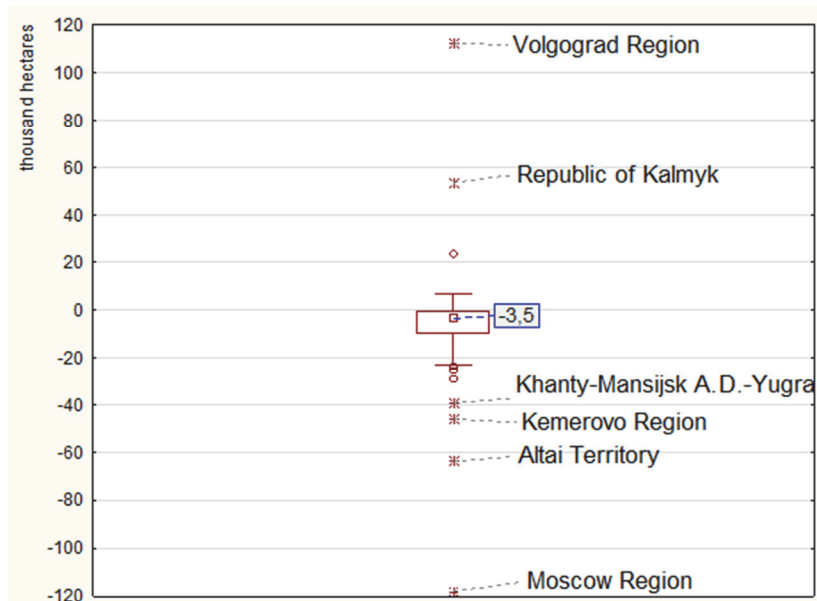 thousand hectares
120
Volgograd Region
100
80
60
Republic of Kalmyk
40
20
0
-3,5
-20
Khanty-Mansijsk A.D.-Yugra
-40
Kemerovo Region
-60
Altai Territory
-80
-100
Moscow Region
-120